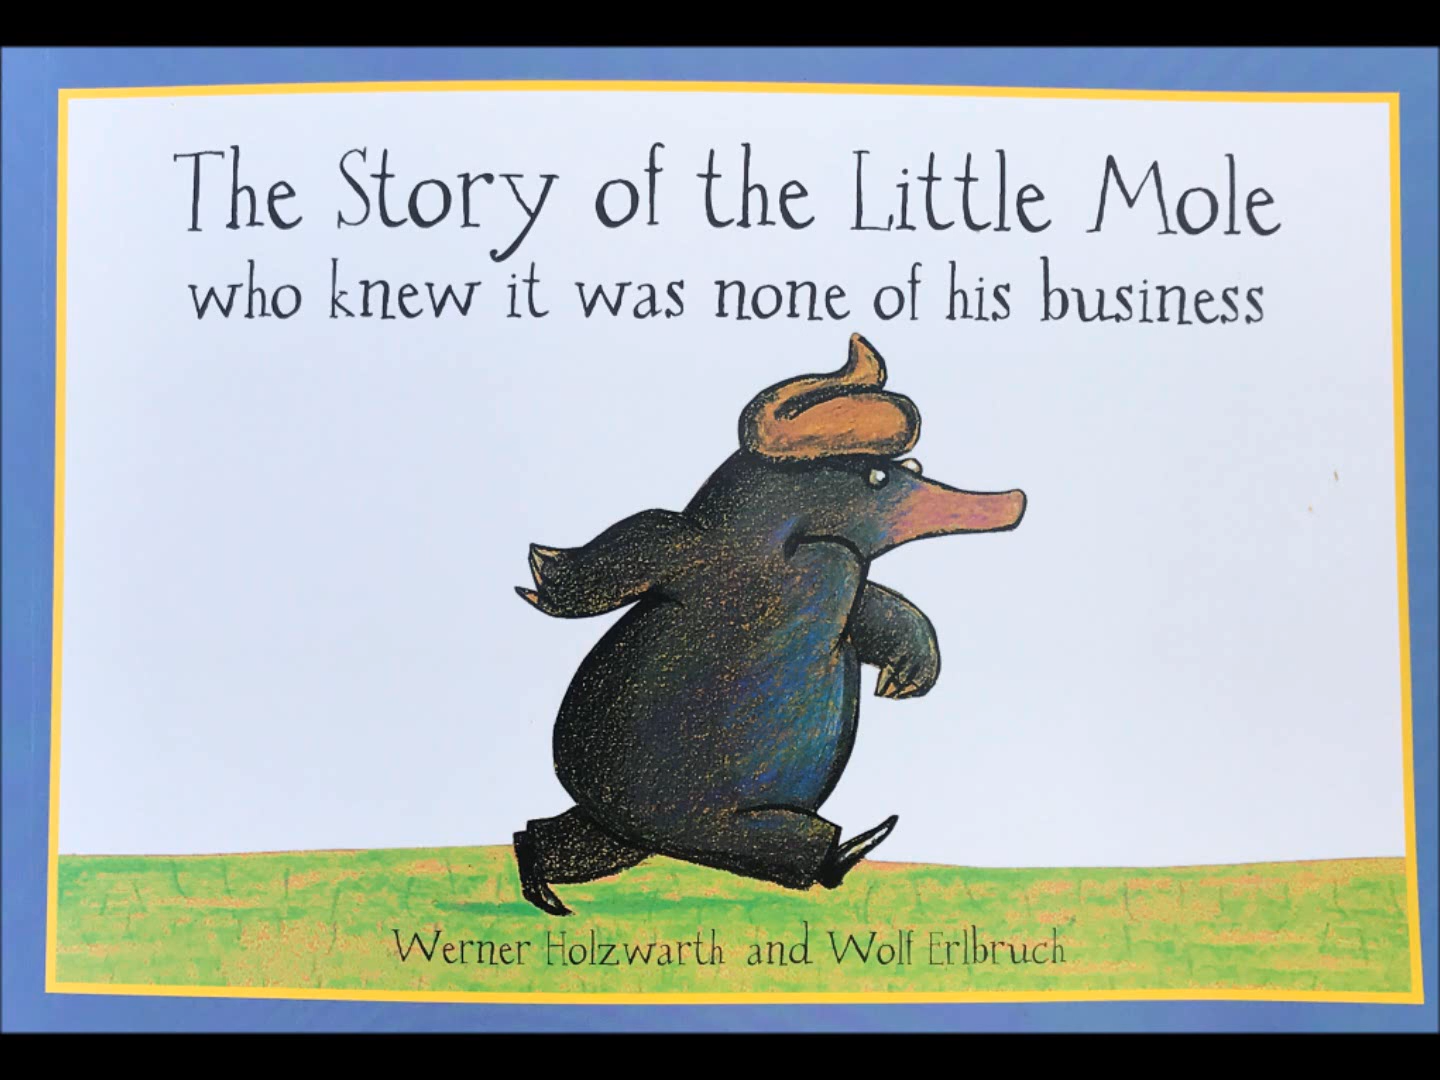 The Story of the Little Mole
who knew it was none of his business
Werner Holzwarth and Wolf Erlbruch